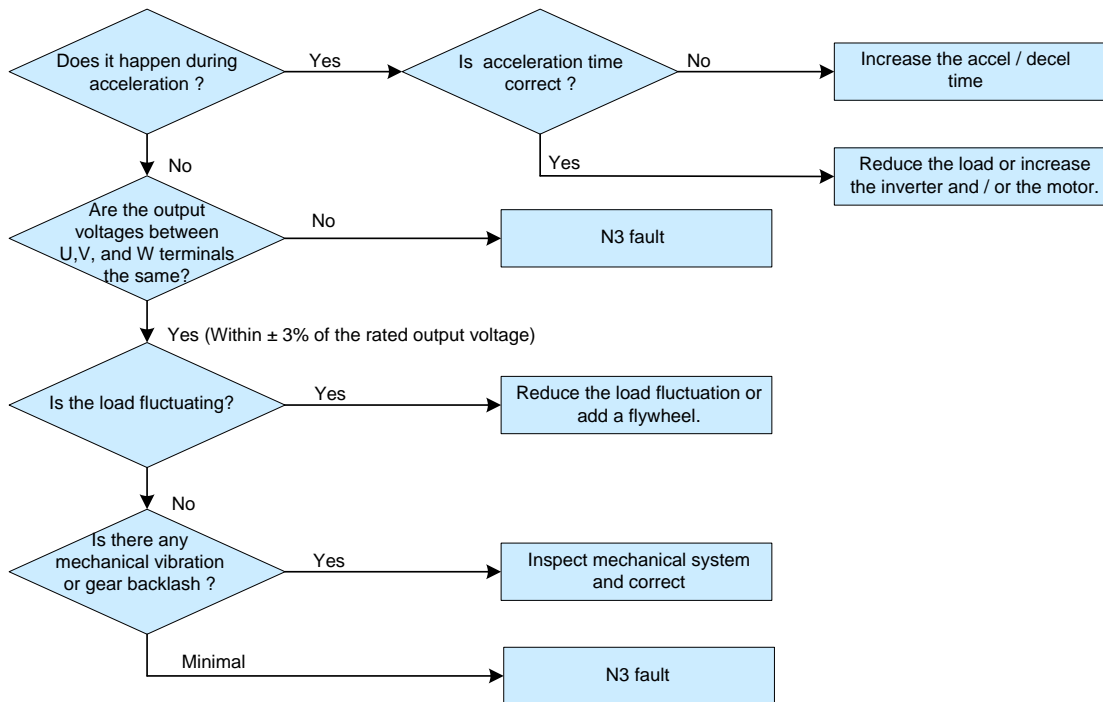 Does it happen during
acceleration ?
Yes
Is acceleration time
correct ?
No
Increase the accel / decel
time
Yes
Reduce the load or increase
the inverter and / or the motor.
No
Are the output
voltages between
U,V, and W terminals
the same?
No
N3 fault
Yes (Within ± 3% of the rated output voltage)
Is the load fluctuating?
Yes
Reduce the load fluctuation or
add a flywheel.
No
Is there any
mechanical vibration
or gear backlash ?
Yes
Inspect mechanical system
and correct
Minimal
N3 fault